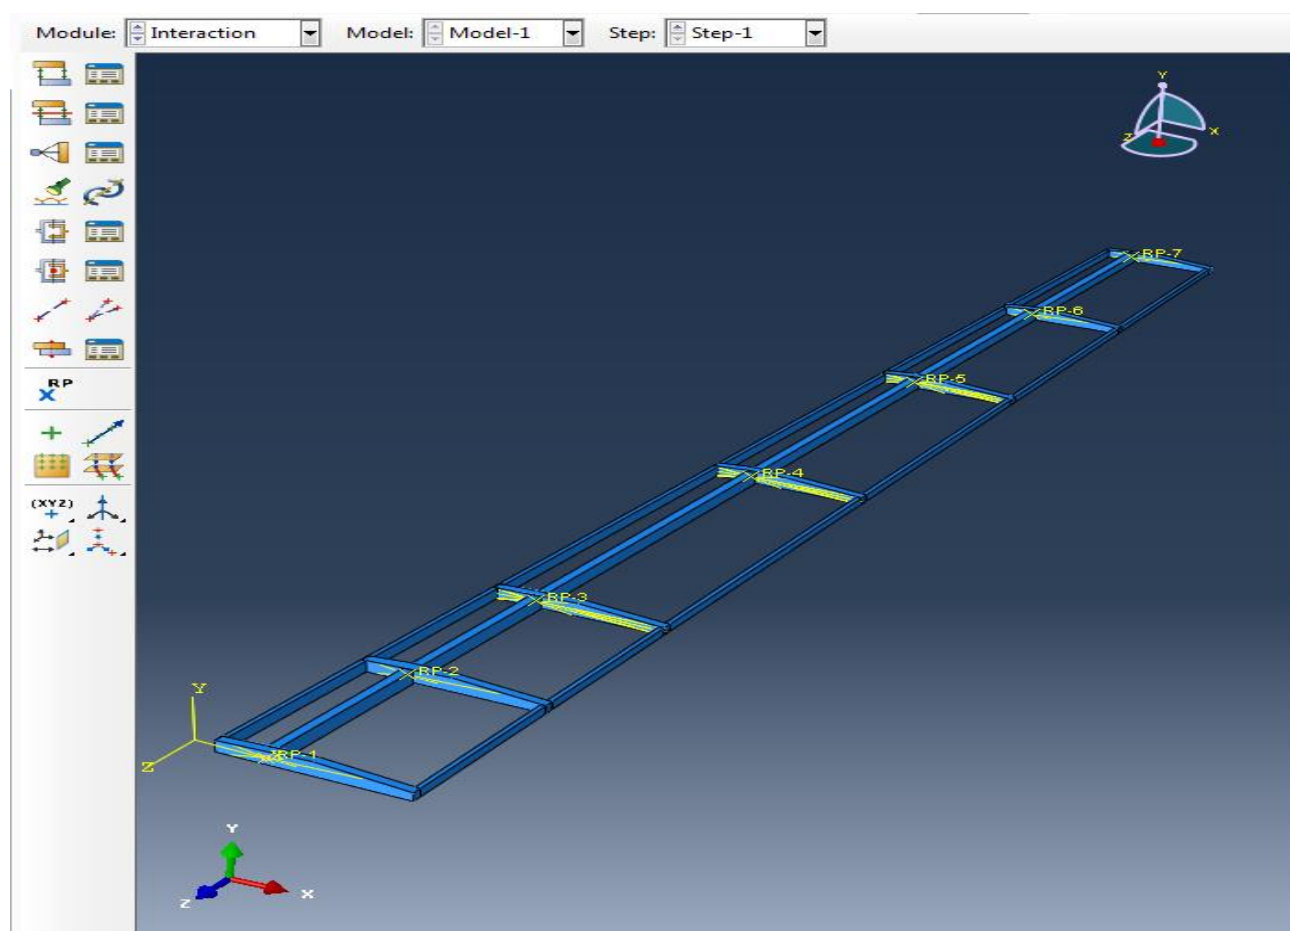 Module: Interaction Model: Model-1 Step: Step-1
Y
Z X
RP-7
RP-6
RP
RP-5
RP-4
(XYZ)
RP-3
RP-2
Y
RP-1
Z
Y
X
Z